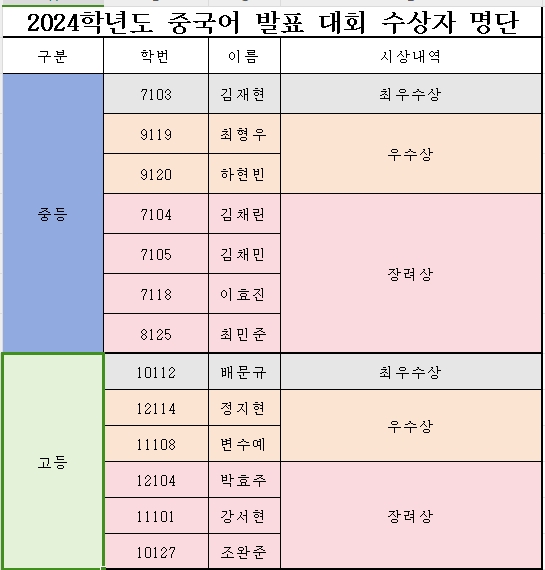 2024학년도 중국어 발표 대회 수상자 명단
구분 학번 이름 시상내역
중등 7103 김재현 최우수상
9119 최형우 우수상
9120 하현빈
7104 김채린 장려상
7105 김채민
7118 이효진
8125 최민준
고등 10112 배문규 최우수상
12114 정지현 우수상
11108 변수예
12104 박효주 장려상
11101 강서현
10127 조완준